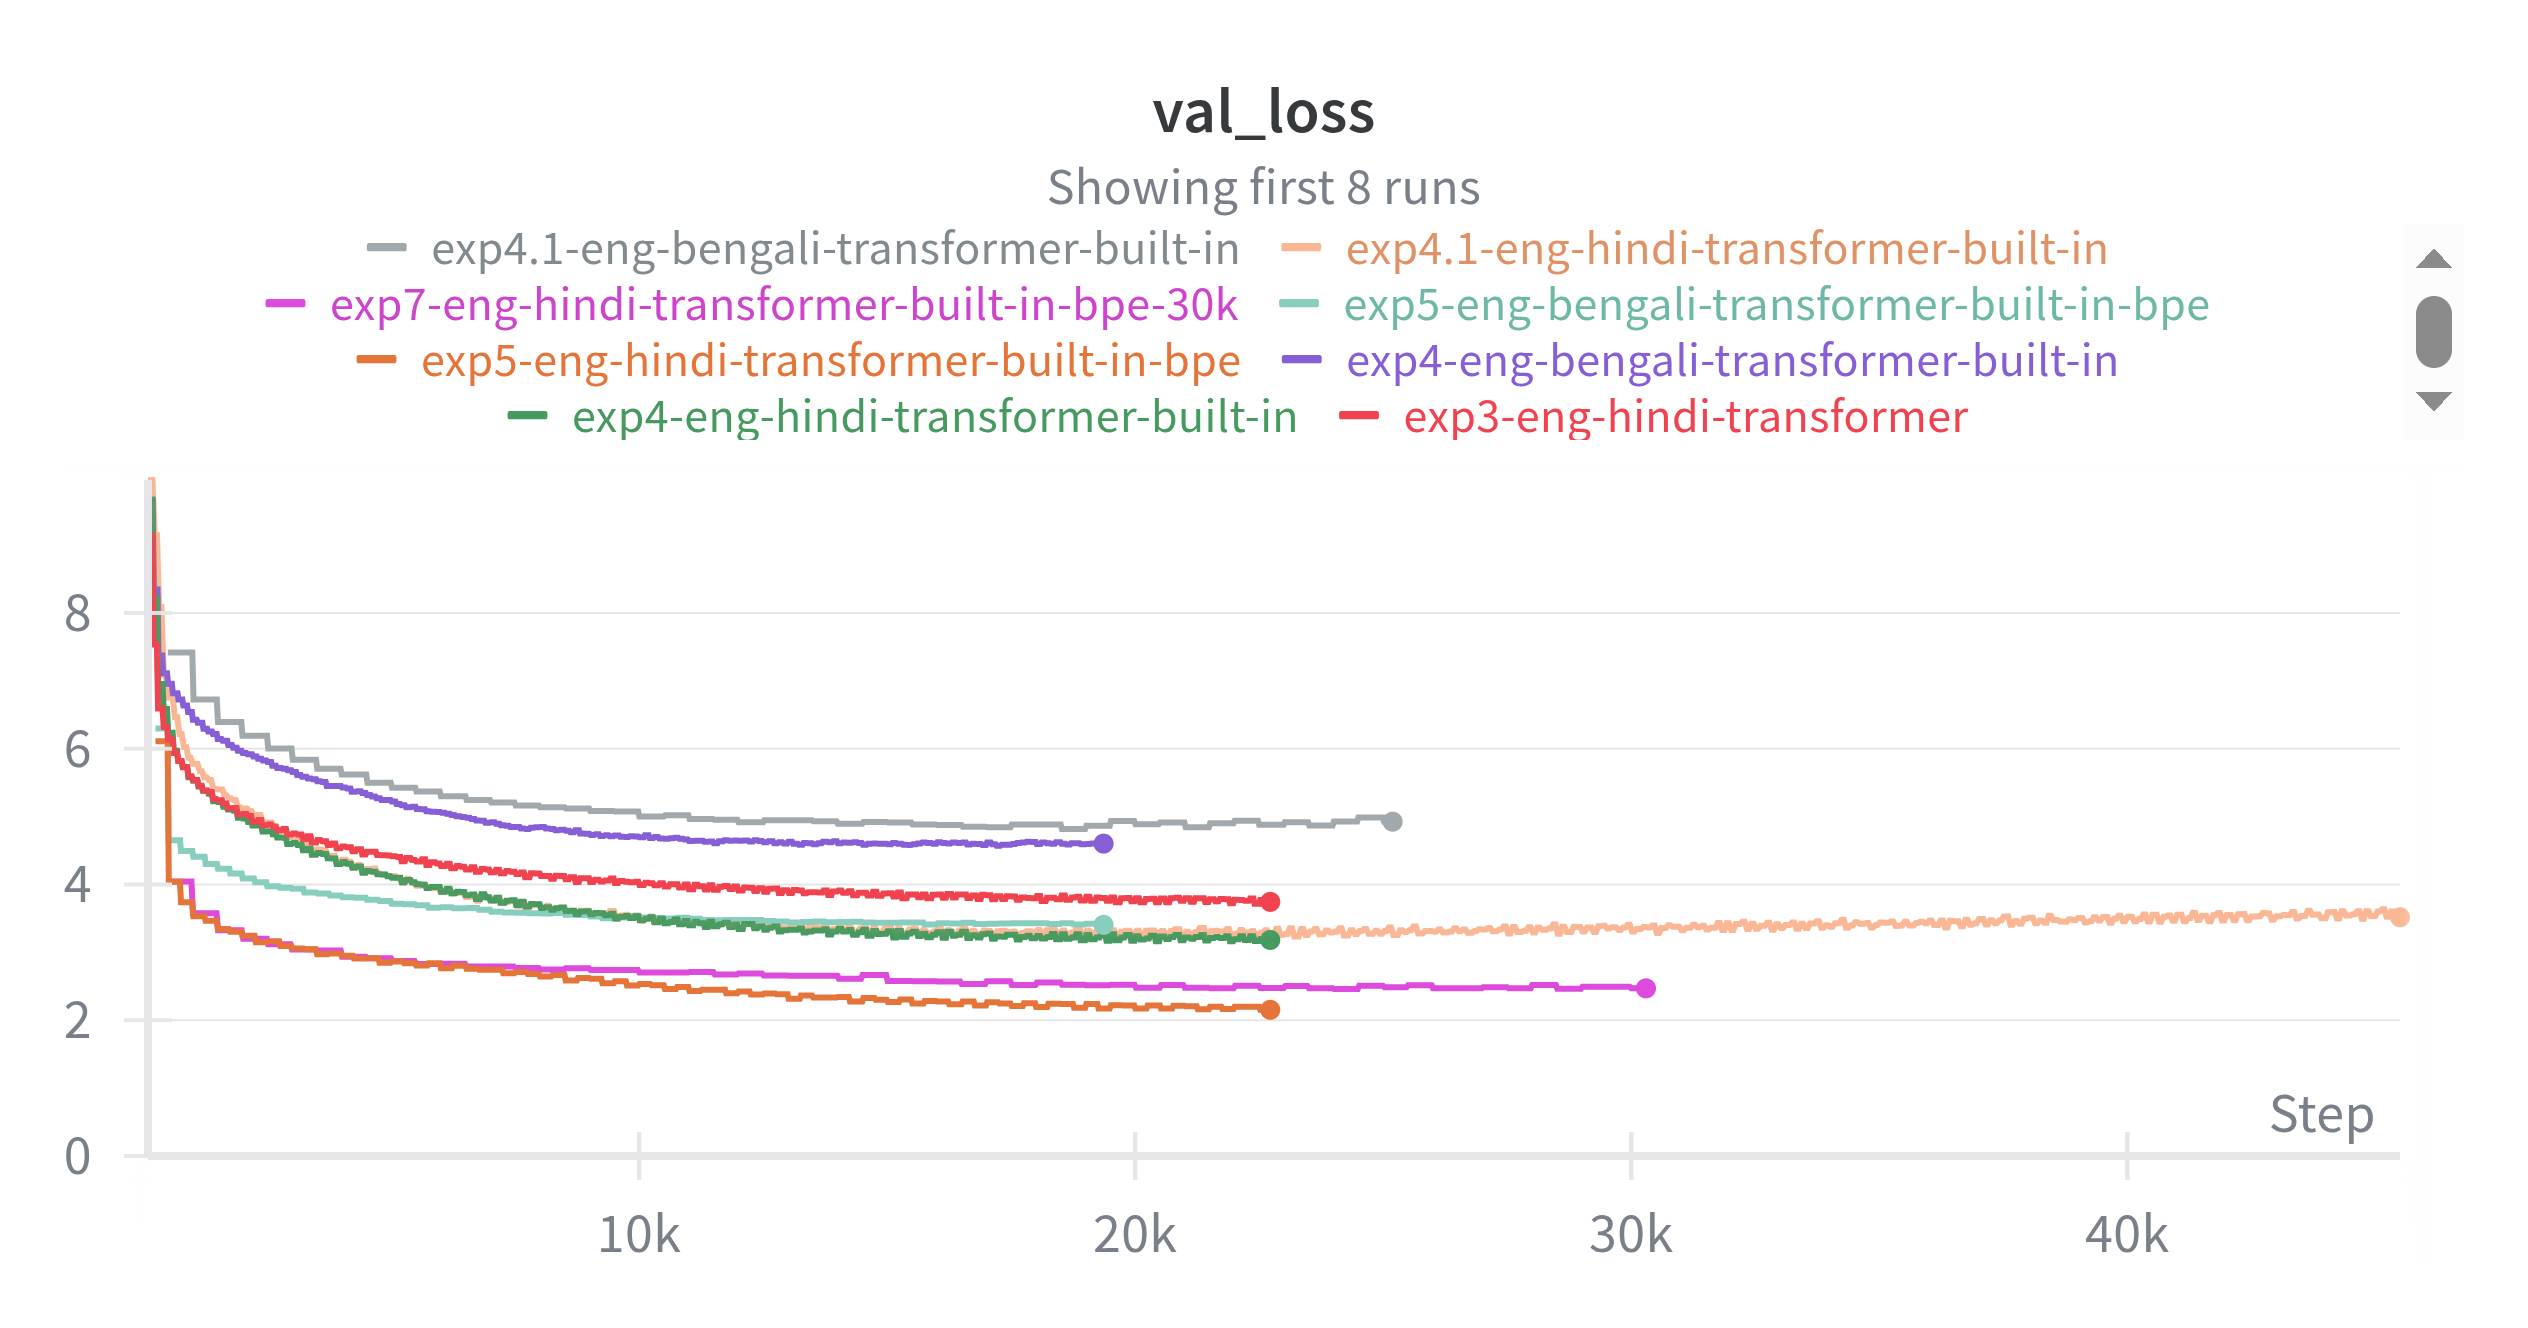 val_loss
Showing first 8 runs
exp4.1-eng-bengali-transformer-built-in exp4.1-eng-hindi-transformer-built-in
exp7-eng-hindi-transformer-built-in-bpe-30k exp5-eng-bengali-transformer-built-in-bpe
exp5-eng-hindi-transformer-built-in-bpe exp4-eng-bengali-transformer-built-in
exp4-eng-hindi-transformer-built-in exp3-eng-hindi-transformer
8
6
4
2
0
Step
10k 20k 30k 40k